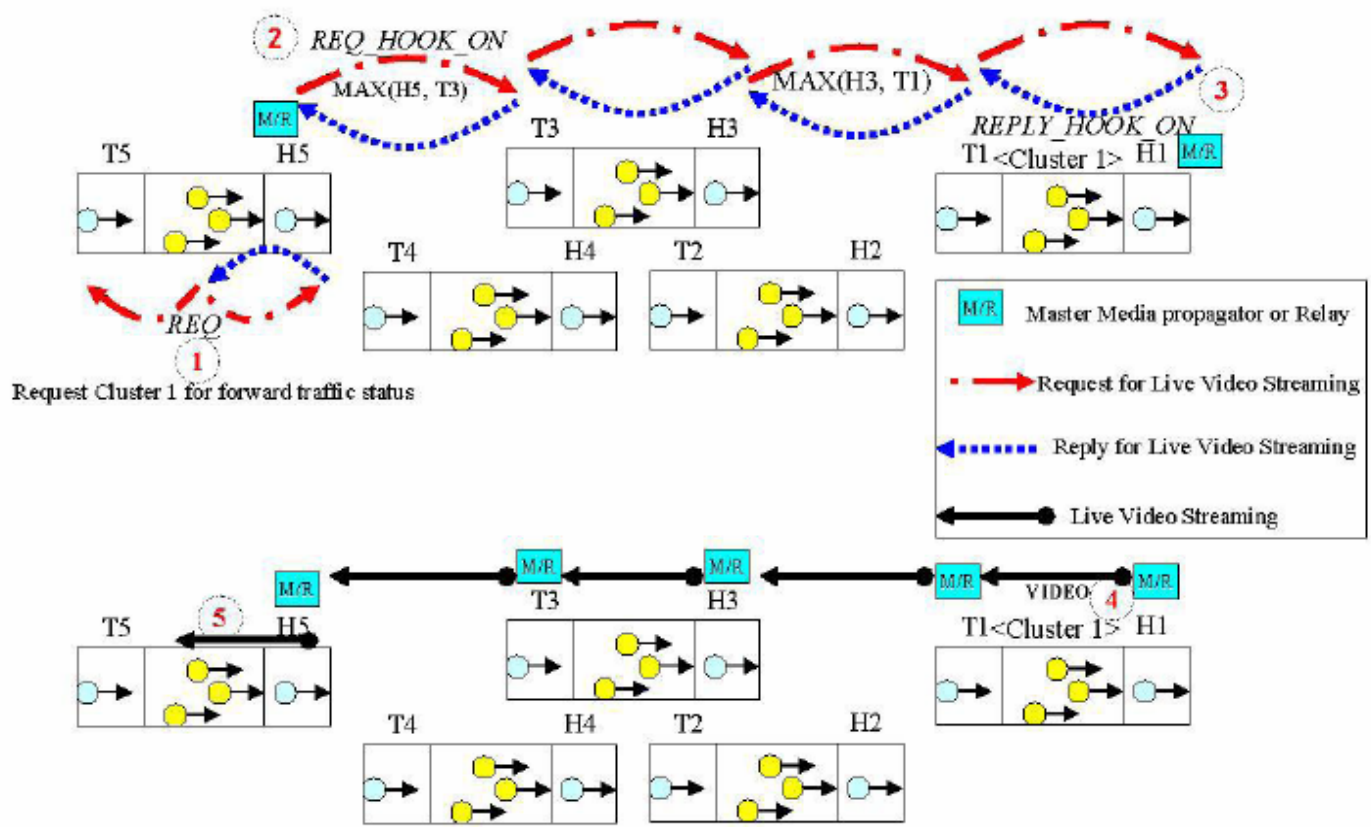 2 REQ_HOOK_ON
MAX(H5, T3)
MAX(H3, T1)
3
M/R
REPLY_HOOK_ON
T5 H5
T3 H3
T1 <Cluster 1> H1 M/R
T4 H4
T2 H2
REQ
1
Request Cluster 1 for forward traffic status
M/R Master Media propagator or Relay
Request for Live Video Streaming
Reply for Live Video Streaming
Live Video Streaming
M/R M/R M/R M/R M/R
VIDEO 4
5
T5 H5
T3 H3
T1 <Cluster 1> H1
T4 H4
T2 H2